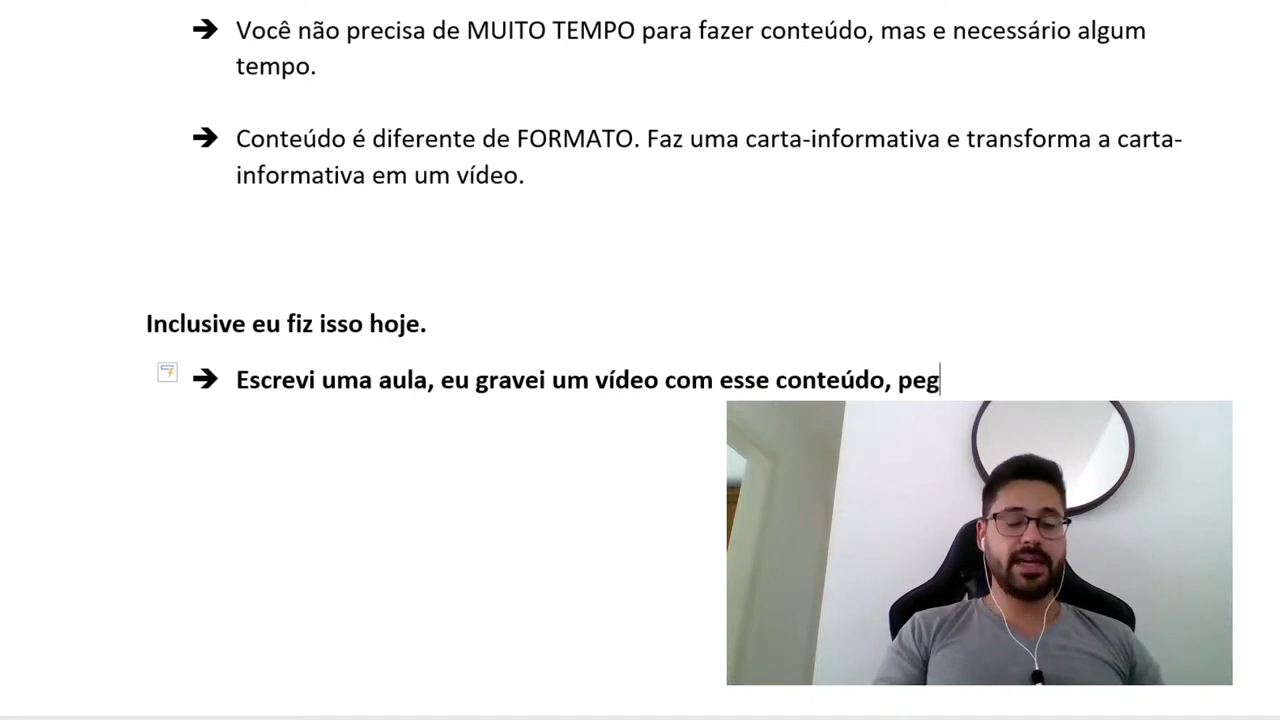 ➔ Você não precisa de MUITO TEMPO para fazer conteúdo, mas e necessário algum
tempo.
➔ Conteúdo é diferente de FORMATO. Faz uma carta-informativa e transforma a carta-
informativa em um vídeo.
Inclusive eu fiz isso hoje.
➔ Escrevi uma aula, eu gravei um vídeo com esse conteúdo, peg